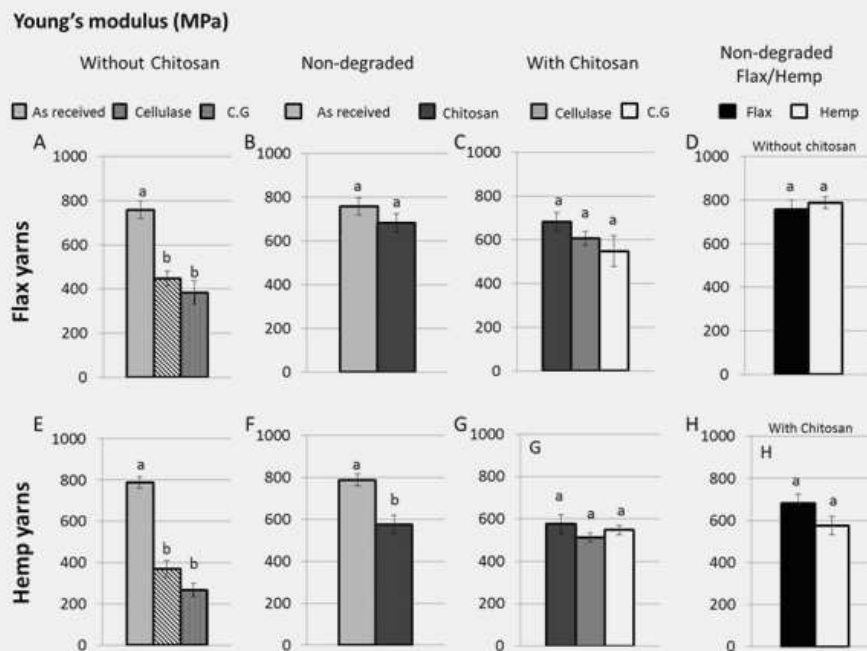 Young's modulus (MPa)
Without Chitosan
Non-degraded
With Chitosan
Non-degraded
Flax/Hemp
As received Cellulase C.G As received Chitosan Cellulase C.G Flax Hemp
A B C D
Without chitosan
1000 1000 1000 1000
a a a a a a a a
800 800 800 800
b b
600 600 600 600
400 400 400 400
200 200 200 200
0 0 0 0
Flax yarns
E F G H
With Chitosan
1000 1000 1000 1000
G H
a a b a a a a a
800 800 800 800
b b
600 600 600 600
400 400 400 400
200 200 200 200
0 0 0 0
Hemp yarns